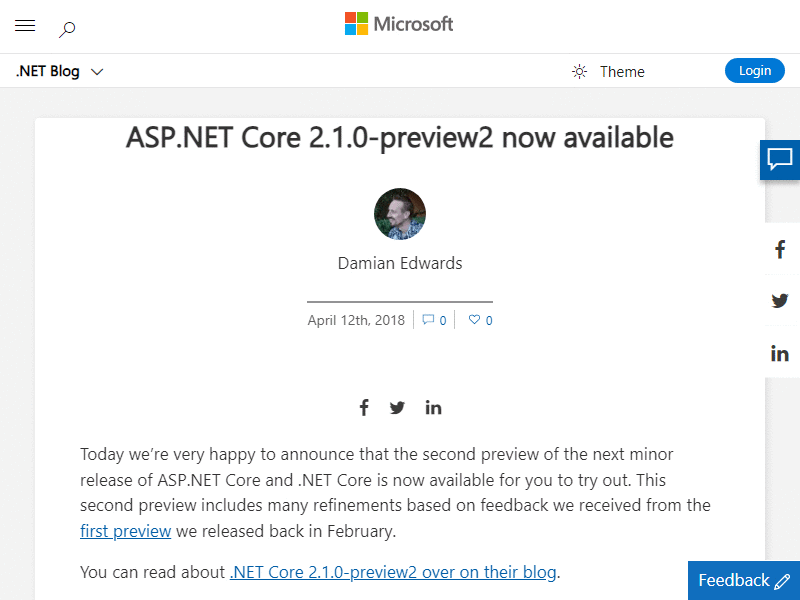 Microsoft
.NET Blog
Theme
Login
ASP.NET Core 2.1.0-preview2 now available
Damian Edwards
April 12th, 2018
0
0
Today we’re very happy to announce that the second preview of the next minor
release of ASP.NET Core and .NET Core is now available for you to try out. This
second preview includes many refinements based on feedback we received from the
first preview we released back in February.
You can read about .NET Core 2.1.0-preview2 over on their blog.
Feedback